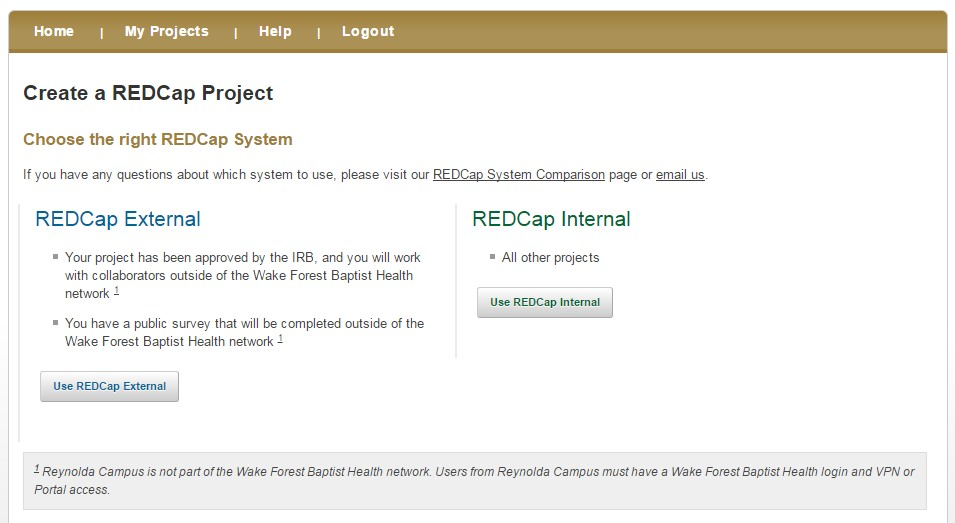 Home | My Projects | Help | Logout
Create a REDCap Project
Choose the right REDCap System
If you have any questions about which system to use, please visit our REDCap System Comparison page or email us.
REDCap External
Your project has been approved by the IRB, and you will work
with collaborators outside of the Wake Forest Baptist Health
network 1
You have a public survey that will be completed outside of the
Wake Forest Baptist Health network 1
Use REDCap External
REDCap Internal
All other projects
Use REDCap Internal
1 Reynolda Campus is not part of the Wake Forest Baptist Health network. Users from Reynolda Campus must have a Wake Forest Baptist Health login and VPN or
Portal access.